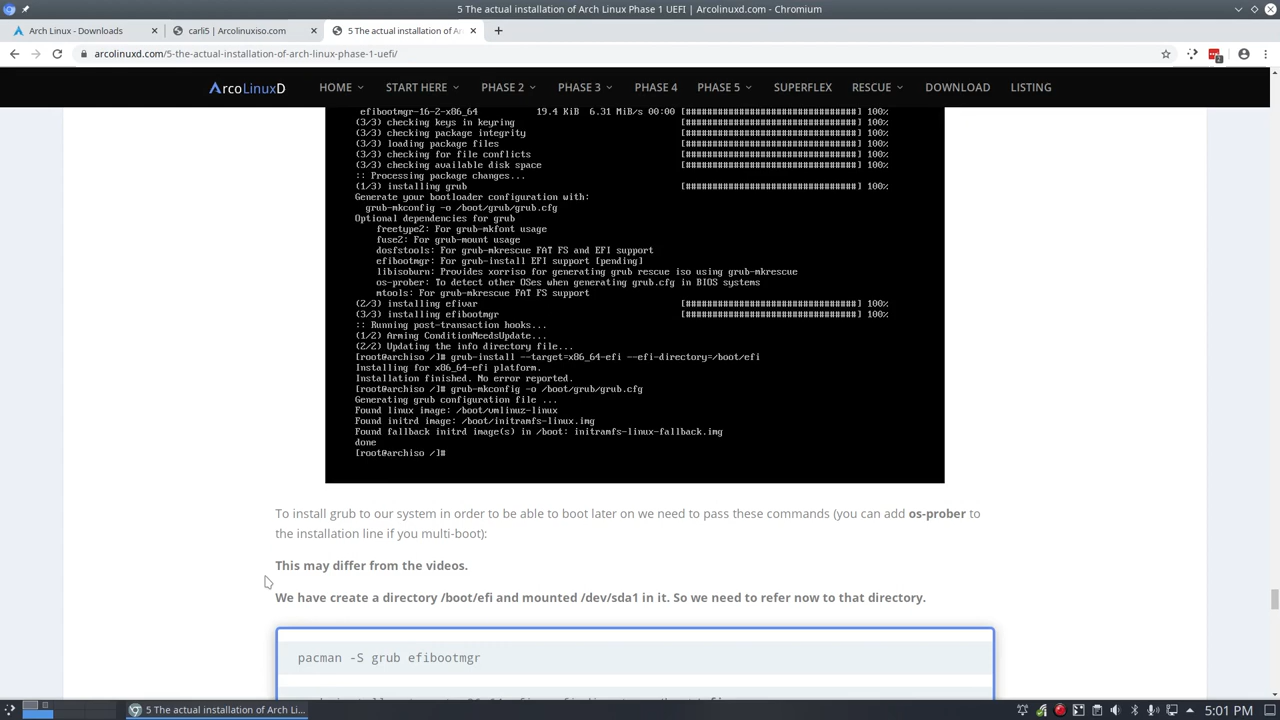 5 The actual installation of Arch Linux Phase 1 UEFI | Arcolinuxd.com - Chromium
Arch Linux - Downloads
carli5 | Arcolinuxiso.com
5 The actual installation of Ar
arcolinuxd.com/5-the-actual-installation-of-arch-linux-phase-1-uefi/
2
ArcoLinuxD
HOME
START HERE
PHASE 2
PHASE 3
PHASE 4
PHASE 5
SUPERFLEX
RESCUE
DOWNLOAD
LISTING
efibootmgr-16-2-x86_64 19.4 KiB 6.31 MiB/s 00:00 [######################] 100%
(3/3) checking keys in keyring [######################] 100%
(3/3) checking package integrity [######################] 100%
(3/3) loading package files [######################] 100%
(3/3) checking for file conflicts [######################] 100%
(3/3) checking available disk space [######################] 100%
:: Processing package changes...
(1/3) installing grub [######################] 100%
Generate your bootloader configuration with:
grub-mkconfig -o /boot/grub/grub.cfg
Optional dependencies for grub
freetype2: For grub-mkfont usage
fuse2: For grub-mount usage
dosfstools: For grub-mkrescue FAT FS and EFI support
efibootmgr: For grub-install EFI support [pending]
libisoburn: Provides xorriso for generating grub rescue iso using grub-mkrescue
os-prober: To detect other OSes when generating grub.cfg in BIOS systems
mtools: For grub-mkrescue FAT FS support
(2/3) installing efivar [######################] 100%
(3/3) installing efibootmgr [######################] 100%
:: Running post-transaction hooks...
(1/2) Arming ConditionNeedsUpdate...
(2/2) Updating the info directory file...
[root@archiso /]# grub-install --target=x86_64-efi --efi-directory=/boot/efi
Installing for x86_64-efi platform.
Installation finished. No error reported.
[root@archiso /]# grub-mkconfig -o /boot/grub/grub.cfg
Generating grub configuration file ...
Found linux image: /boot/vmlinuz-linux
Found initrd image: /boot/initramfs-linux.img
Found fallback initrd image(s) in /boot: initramfs-linux-fallback.img
done
[root@archiso /]#
To install grub to our system in order to be able to boot later on we need to pass these commands (you can add os-prober to
the installation line if you multi-boot):
This may differ from the videos.
We have create a directory /boot/efi and mounted /dev/sda1 in it. So we need to refer now to that directory.
pacman -S grub efibootmgr
5 The actual installation of Arch Li...
5:01 PM